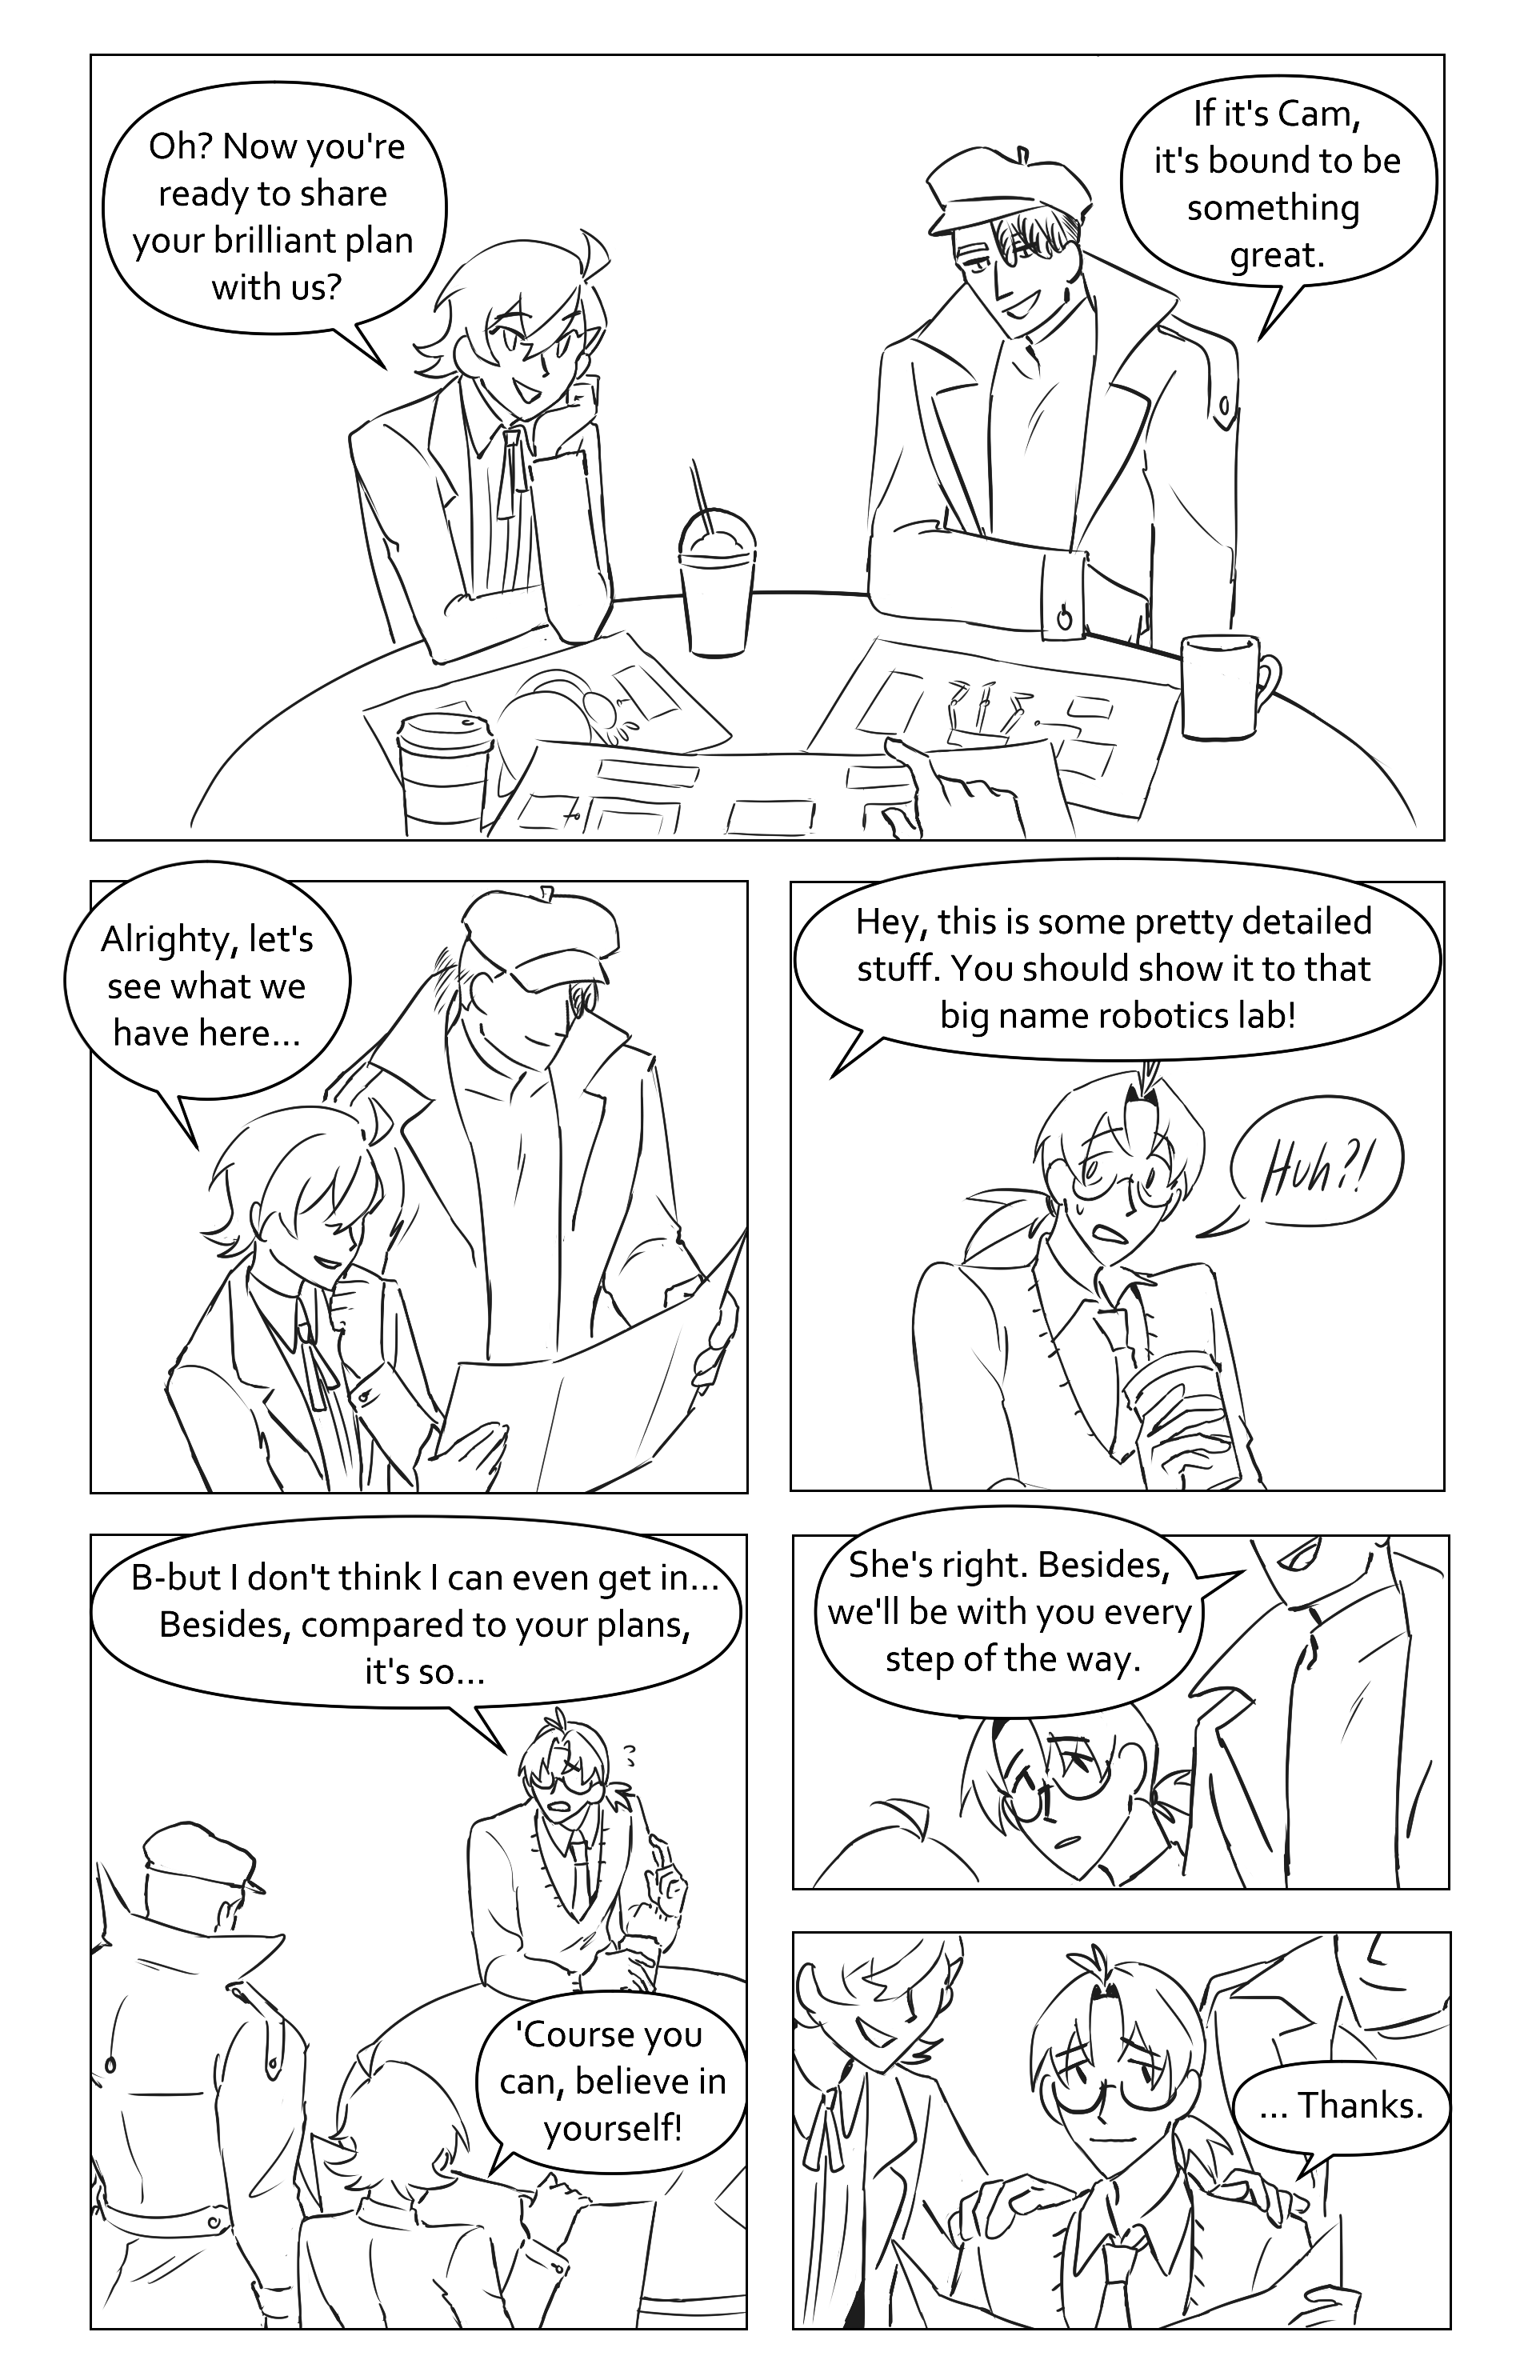 Oh? Now you're
ready to share
your brilliant plan
with us?
If it's Cam,
it's bound to be
something
great.
Alrighty, let's
see what we
have here...
Hey, this is some pretty detailed
stuff. You should show it to that
big name robotics lab!
Huh?!
B-but I don't think I can even get in...
Besides, compared to your plans,
it's so...
'Course you
can, believe in
yourself!
She's right. Besides,
we'll be with you every
step of the way.
... Thanks.